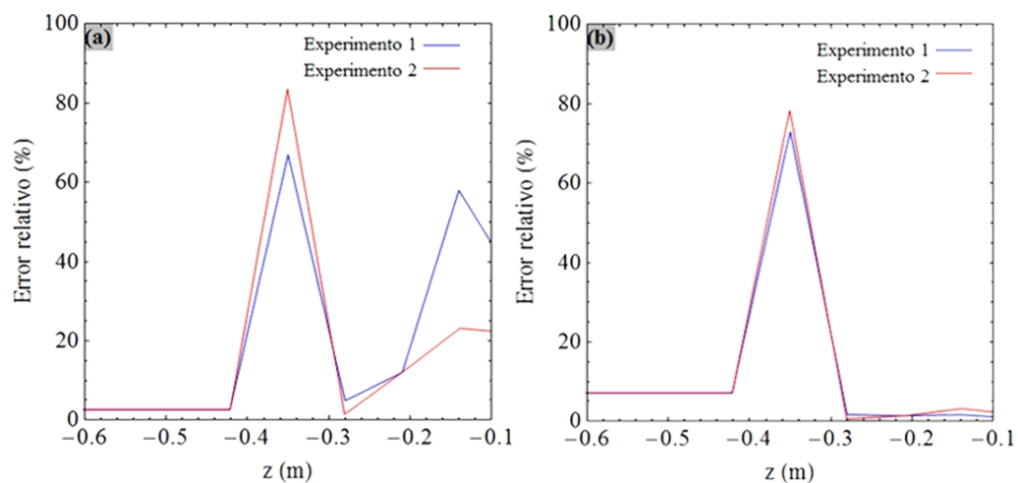 (a)
Experimento 1
Experimento 2
Error relativo (%)
100
80
60
40
20
0
−0.6 −0.5 −0.4 −0.3 −0.2 −0.1
z (m)
(b)
Experimento 1
Experimento 2
Error relativo (%)
100
80
60
40
20
0
−0.6 −0.5 −0.4 −0.3 −0.2 −0.1
z (m)